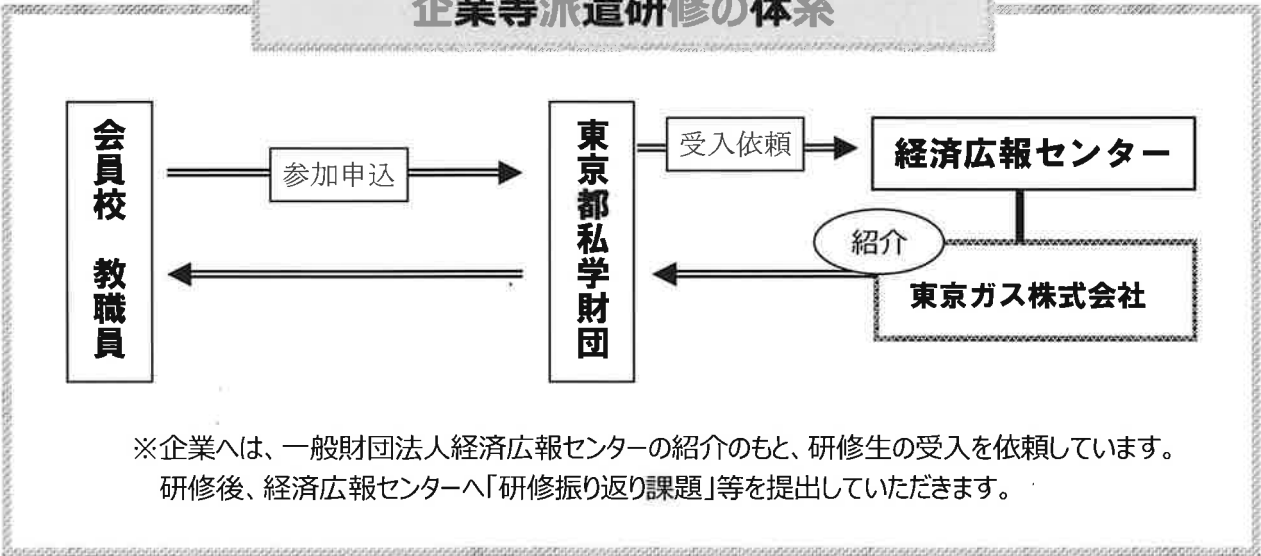 企業等派遣研修の体系
会員校 教職員
参加申込
東京都私学財団
受入依頼
経済広報センター
紹介
東京ガス株式会社
※企業へは、一般財団法人経済広報センターの紹介のもと、研修生の受入を依頼しています。
研修後、経済広報センターへ「研修振り返り課題」等を提出していただきます。